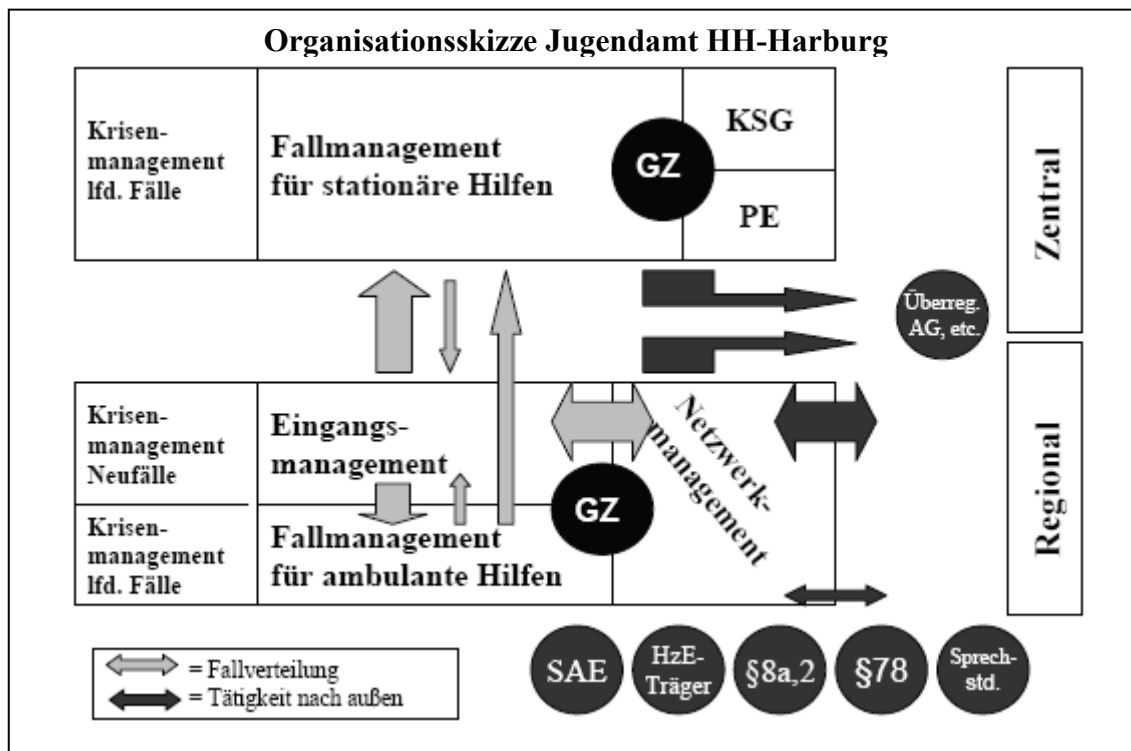 Organisationsskizze Jugendamt HH-Harburg
Krisen-
management
lfd. Fälle
Fallmanagement
für stationäre Hilfen
GZ
KSG
PE
Zentral
Überreg.
AG, etc.
Krisen-
management
Neufälle
Eingangs-
management
Netzwerk-
management
Regional
Krisen-
management
lfd. Fälle
Fallmanagement
für ambulante Hilfen
GZ
SAE
HzE-
Träger
§8a,2
§78
Sprech-
std.
= Fallverteilung
= Tätigkeit nach außen